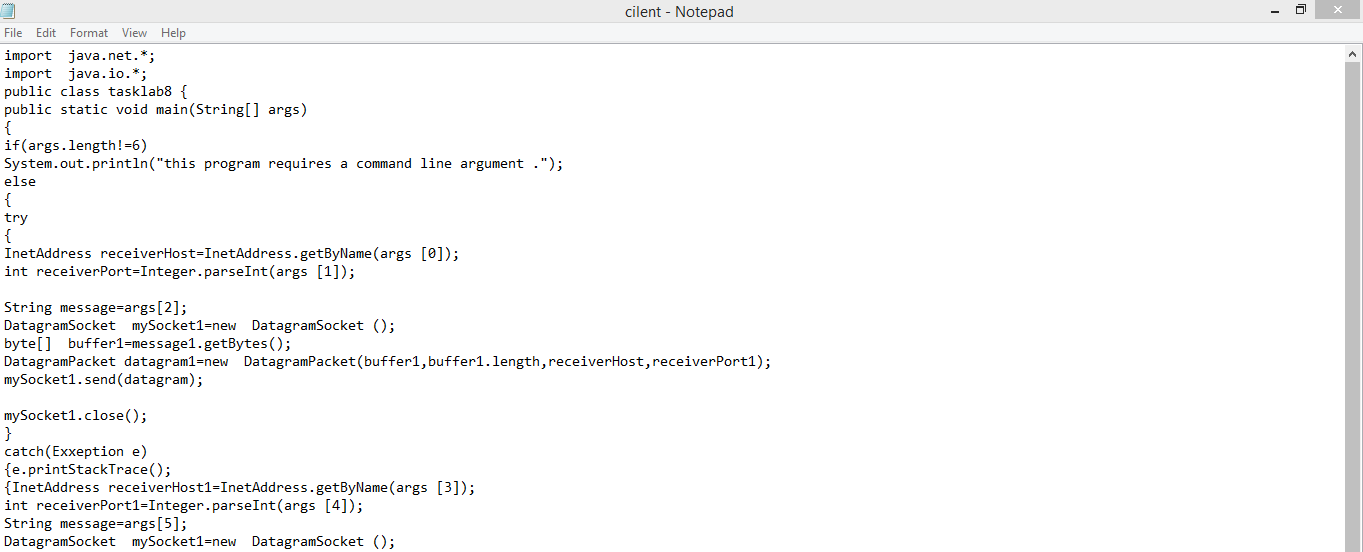 cilent - Notepad
File Edit Format View Help
import  java.net.*;
import  java.io.*;
public class tasklab8 {
public static void main(String[] args)
{
if(args.length!=6)
System.out.println("this program requires a command line argument .");
else
{
try
{
InetAddress receiverHost=InetAddress.getByName(args [0]);
int receiverPort=Integer.parseInt(args [1]);

String message=args[2];
DatagramSocket  mySocket1=new  DatagramSocket ();
byte[]  buffer1=message1.getBytes();
DatagramPacket datagram1=new  DatagramPacket(buffer1,buffer1.length,receiverHost,receiverPort1);
mySocket1.send(datagram);

mySocket1.close();
}
catch(Exxeption e)
{e.printStackTrace();
{InetAddress receiverHost1=InetAddress.getByName(args [3]);
int receiverPort1=Integer.parseInt(args [4]);
String message=args[5];
DatagramSocket  mySocket1=new  DatagramSocket ();